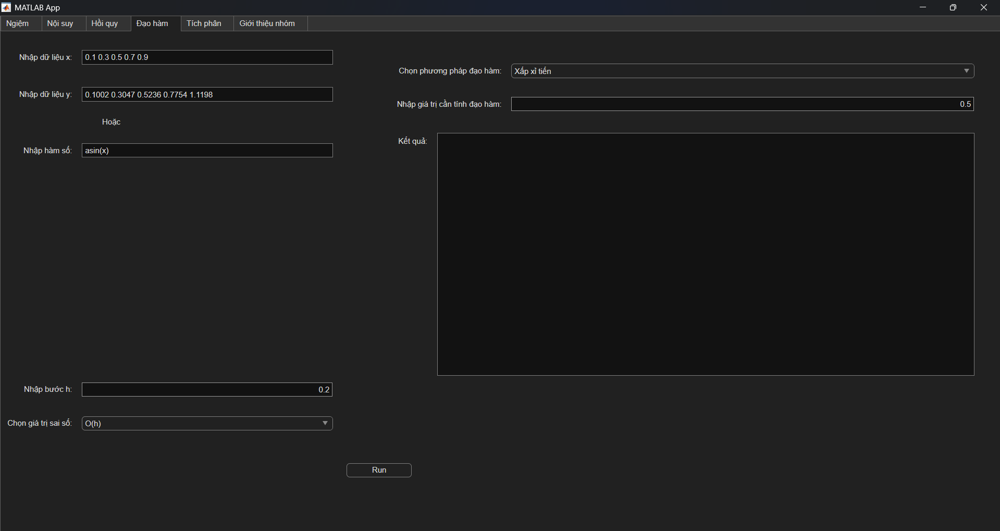 MATLAB App
Ngiệm
Nội suy
Hồi quy
Đạo hàm
Tích phân
Giới thiệu nhóm
Nhập dữ liệu x:
0.1 0.3 0.5 0.7 0.9
Nhập dữ liệu y:
0.1002 0.3047 0.5236 0.7754 1.1198
Hoặc
Nhập hàm số:
asin(x)
Nhập bước h:
0.2
Chọn giá trị sai số:
O(h)
Chọn phương pháp đạo hàm:
Xấp xỉ tiến
Nhập giá trị cần tính đạo hàm:
0.5
Kết quả:
Run